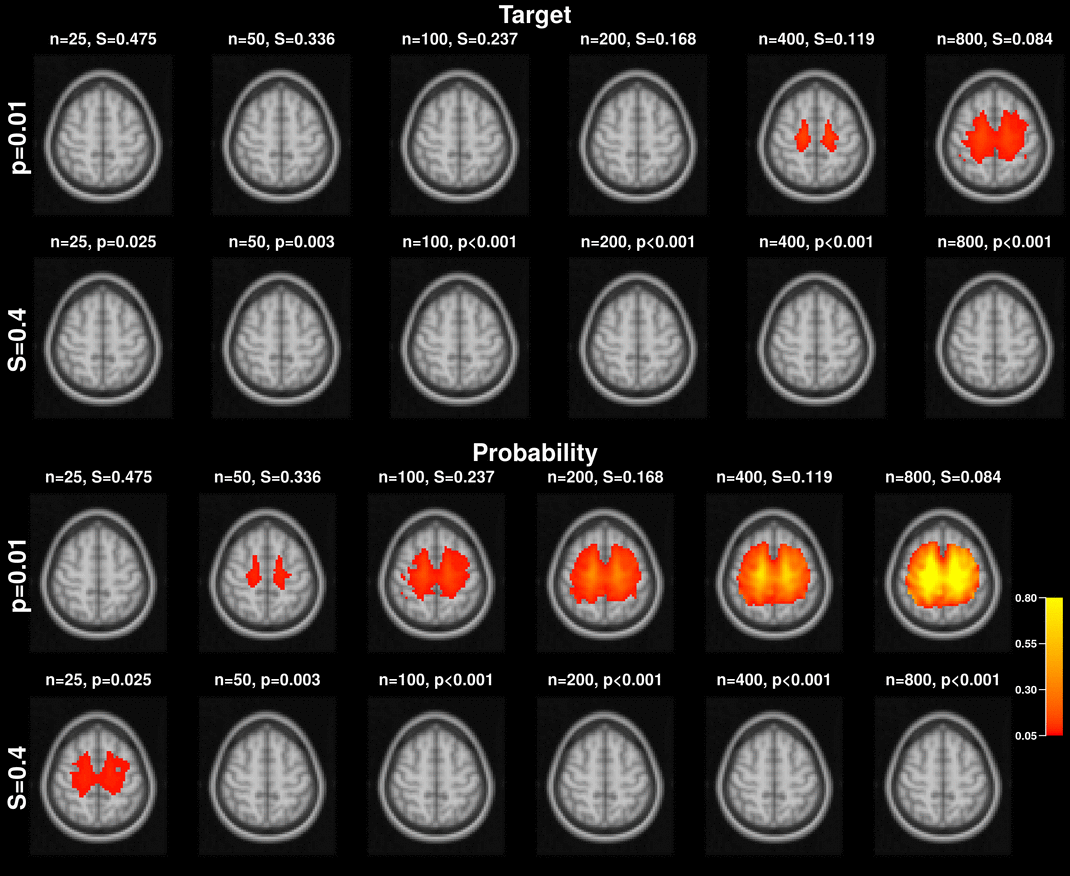 Target
n=25, S=0.475 n=50, S=0.336 n=100, S=0.237 n=200, S=0.168 n=400, S=0.119 n=800, S=0.084
p=0.01
n=25, p=0.025 n=50, p=0.003 n=100, p<0.001 n=200, p<0.001 n=400, p<0.001 n=800, p<0.001
S=0.4
Probability
n=25, S=0.475 n=50, S=0.336 n=100, S=0.237 n=200, S=0.168 n=400, S=0.119 n=800, S=0.084
p=0.01
0.80
0.55
0.30
0.05
n=25, p=0.025 n=50, p=0.003 n=100, p<0.001 n=200, p<0.001 n=400, p<0.001 n=800, p<0.001
S=0.4